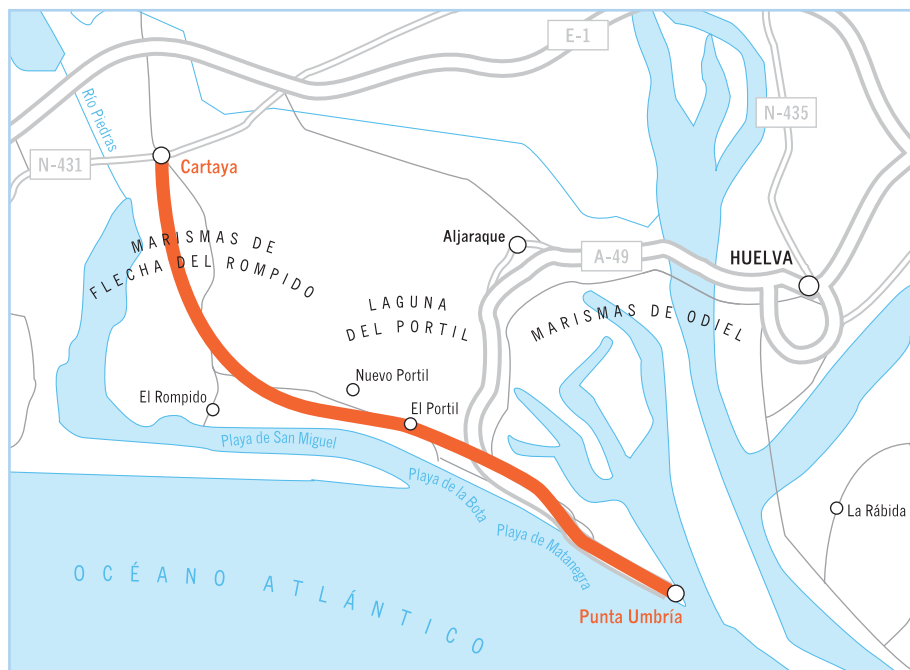 E-1
Río Piedras
N-435
N-431
Cartaya
Aljaraque
MARISMAS DE
FLECHA DEL ROMPIDO
A-49
HUELVA
LAGUNA
DEL PORTIL
MARISMAS DE ODIEL
Nuevo Portil
El Rompido
El Portil
Playa de San Miguel
Playa de la Bota
Playa de Matanegra
La Rábida
OCÉANO ATLÁNTICO
Punta Umbría